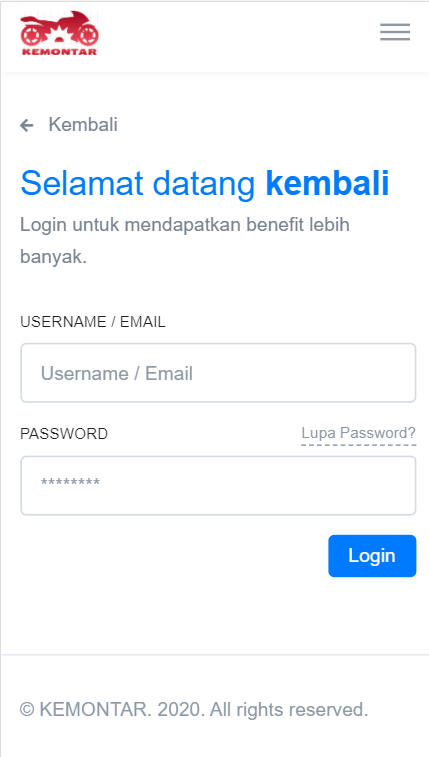 KEMONTAR
Kembali
Selamat datang kembali
Login untuk mendapatkan benefit lebih
banyak.
USERNAME / EMAIL
Username / Email
PASSWORD Lupa Password?
********
Login
© KEMONTAR. 2020. All rights reserved.